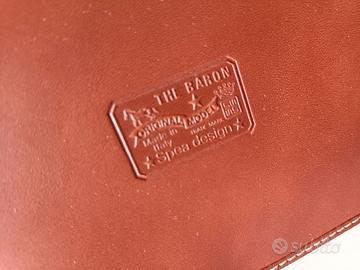 THE BARON
ORIGINAL MODEL
Made in
Italy
TRADE MARK
★ Spea design ★
subito